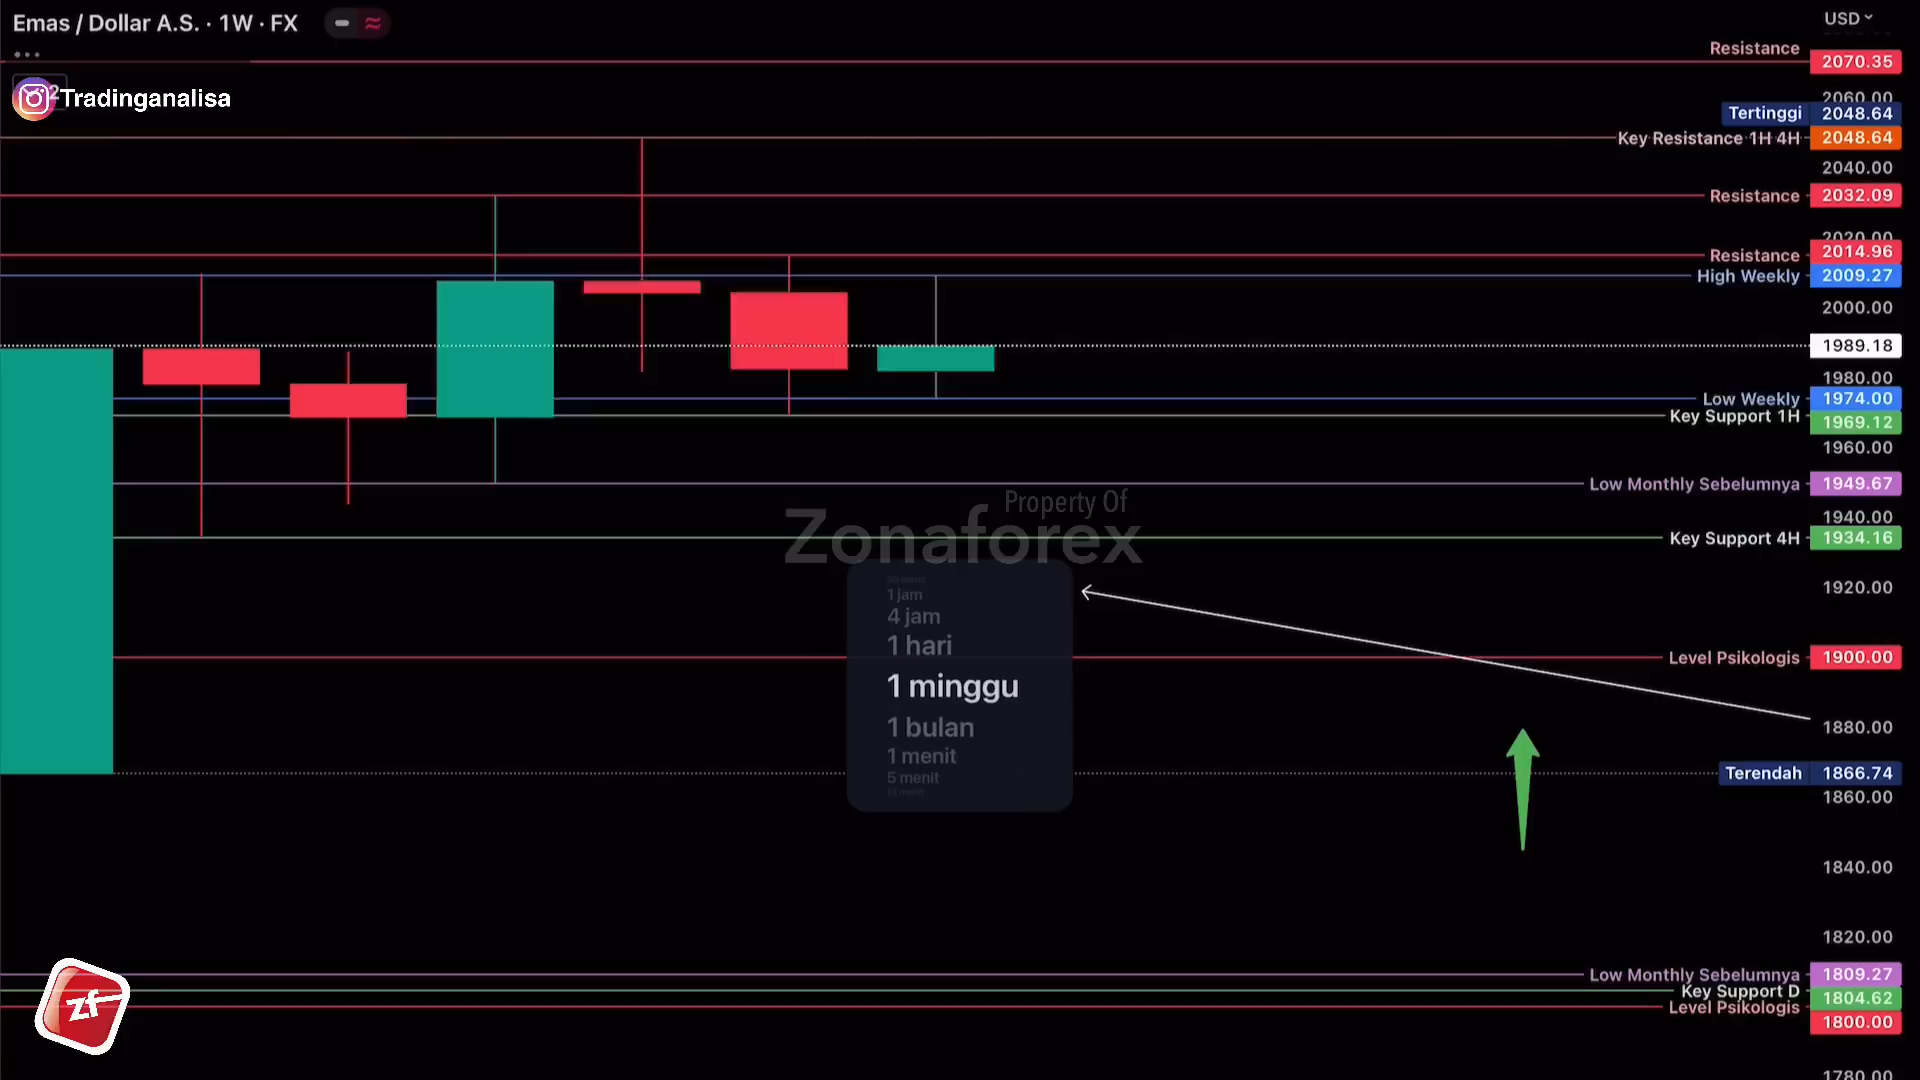 Emas / Dollar A.S. · 1W · FX
USD
Resistance 2070.35
Tradinganalisa
2060.00
Tertinggi 2048.64
Key Resistance 1H 4H 2048.64
2040.00
Resistance 2032.09
2020.00
Resistance 2014.96
High Weekly 2009.27
2000.00
1989.18
1980.00
Low Weekly 1974.00
Key Support 1H 1969.12
1960.00
Low Monthly Sebelumnya 1949.67
Property Of
Zonaforex
1940.00
Key Support 4H 1934.16
1920.00
1 jam
4 jam
1 hari
Level Psikologis 1900.00
1 minggu
1 bulan
1880.00
1 menit
5 menit
Terendah 1866.74
1860.00
1840.00
1820.00
Low Monthly Sebelumnya 1809.27
Key Support D 1804.62
Level Psikologis 1800.00
zf
1780.00